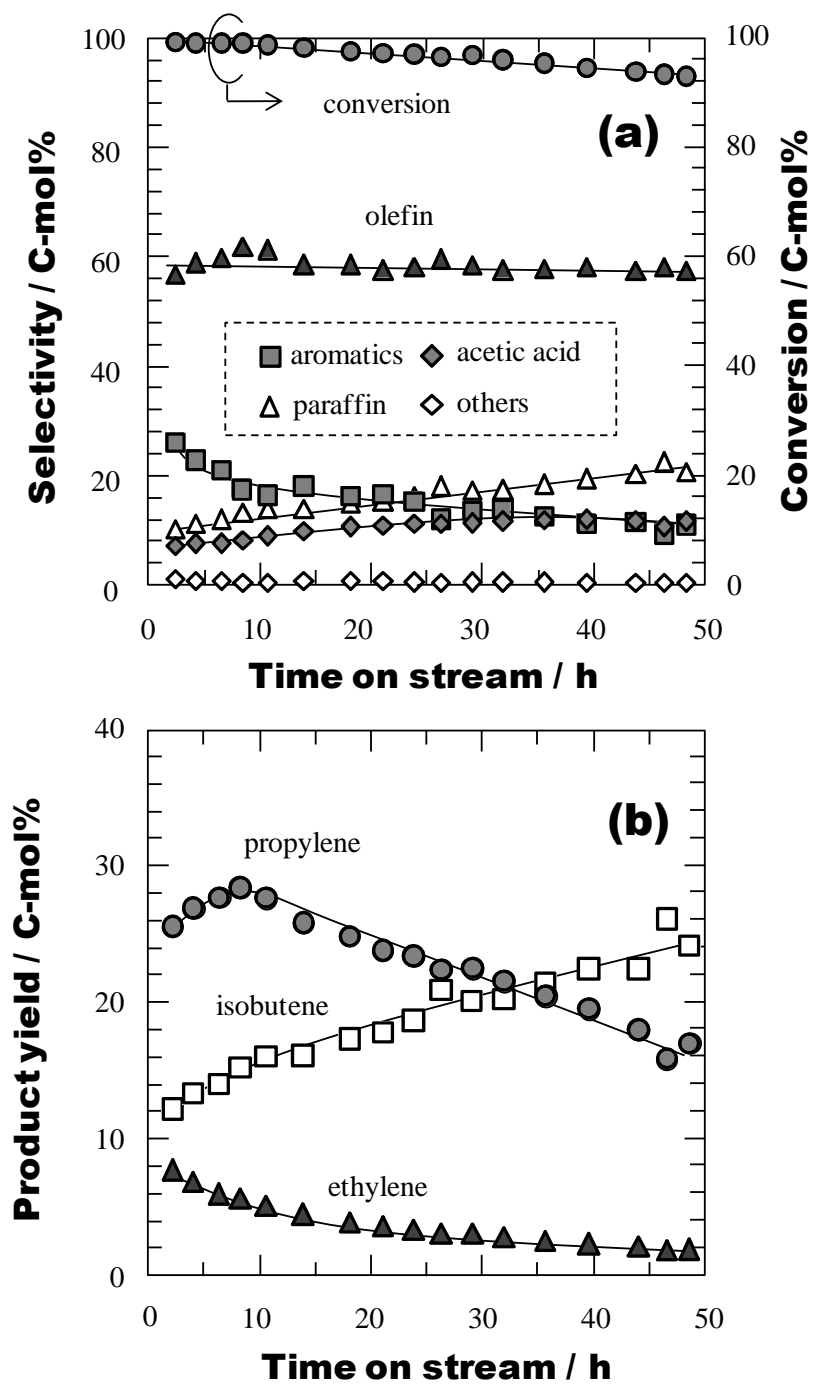 100
80
60
40
20
0
Selectivity / C-mol%
conversion
(a)
olefin
aromatics
acetic acid
paraffin
others
100
80
60
40
20
0
Conversion / C-mol%
0 10 20 30 40 50
Time on stream / h
40
30
20
10
0
Product yield / C-mol%
(b)
propylene
isobutene
ethylene
0 10 20 30 40 50
Time on stream / h